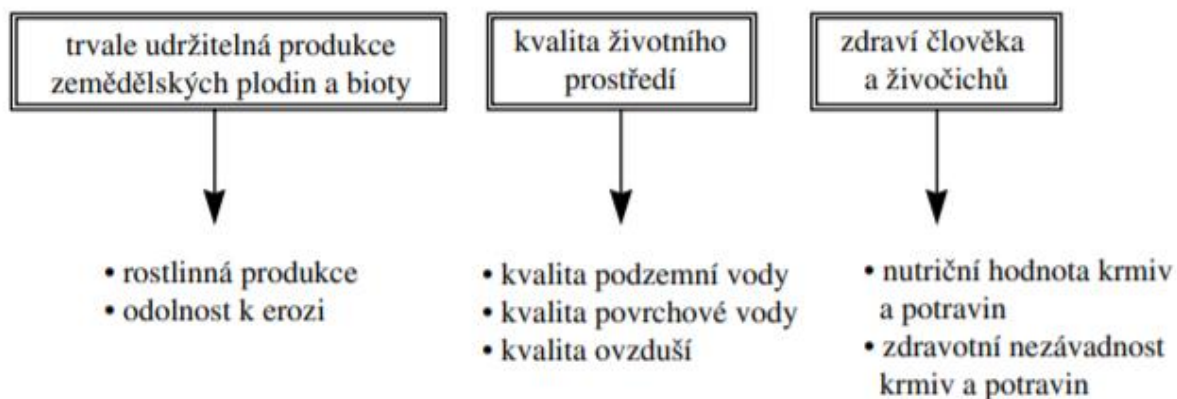 trvale udržitelná produkce
zemědělských plodin a bioty
kvalita životního
prostředí
zdraví člověka
a živočichů
• rostlinná produkce
• odolnost k erozi
• kvalita podzemní vody
• kvalita povrchové vody
• kvalita ovzduší
• nutriční hodnota krmiv
a potravin
• zdravotní nezávadnost
krmiv a potravin